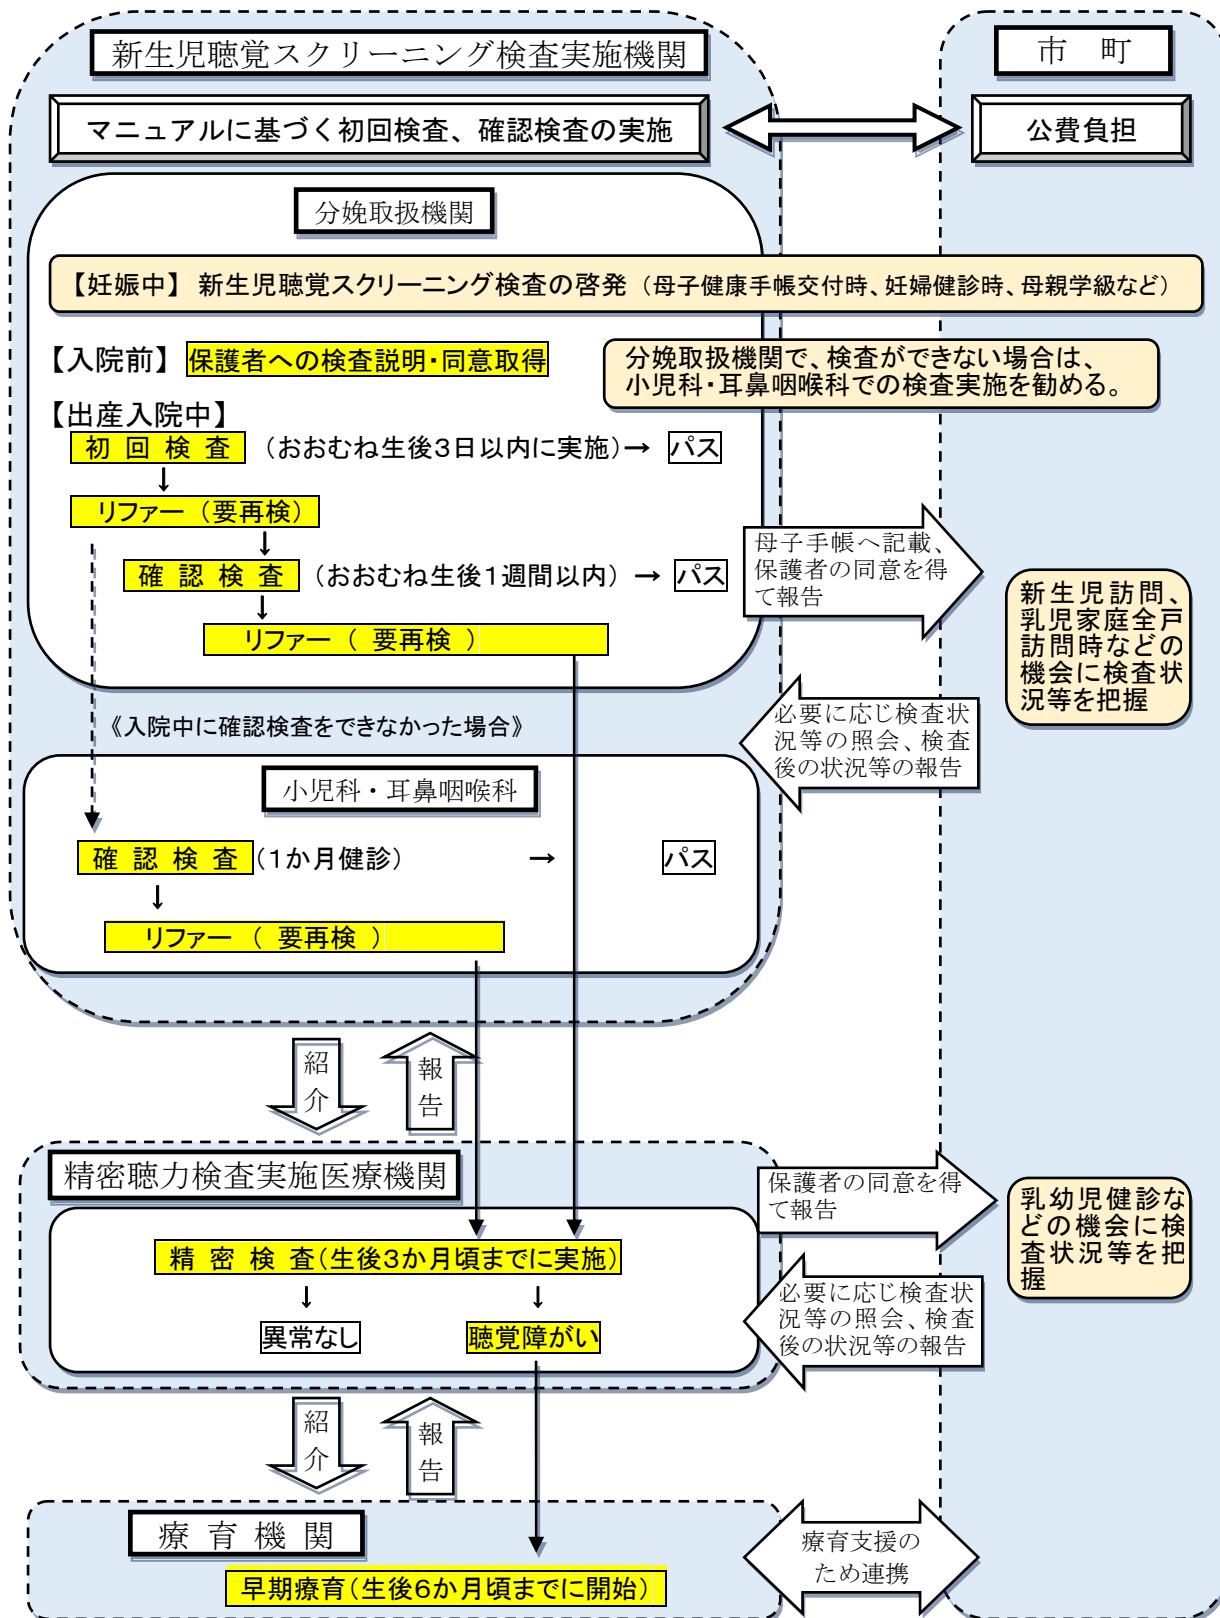 新生児聴覚スクリーニング検査実施機関
市　町
マニュアルに基づく初回検査、確認検査の実施
公費負担
分娩取扱機関
【妊娠中】 新生児聴覚スクリーニング検査の啓発 （母子健康手帳交付時、妊婦健診時、母親学級など）
【入院前】 保護者への検査説明・同意取得
分娩取扱機関で、検査ができない場合は、
小児科・耳鼻咽喉科での検査実施を勧める。
【出産入院中】
初 回 検 査 （おおむね生後３日以内に実施）→ パス
↓
リファー （要再検）
↓
確 認 検 査 （おおむね生後１週間以内） → パス
↓
リファー （ 要再検 ）
母子手帳へ記載、
保護者の同意を得
て報告
新生児訪問、
乳児家庭全戸
訪問時などの
機会に検査状
況等を把握
必要に応じ検査状
況等の照会、検査
後の状況等の報告
《入院中に確認検査をできなかった場合》
小児科・耳鼻咽喉科
確 認 検 査 （１か月健診） → パス
↓
リファー （ 要再検 ）
紹介
報告
精密聴力検査実施医療機関
保護者の同意を得
て報告
乳幼児健診な
どの機会に検
査状況等を把
握
精 密 検 査（生後３か月頃までに実施）
↓ ↓
異常なし 聴覚障がい
必要に応じ検査状
況等の照会、検査
後の状況等の報告
紹介
報告
療 育 機 関
療育支援の
ため連携
早期療育（生後６か月頃までに開始）